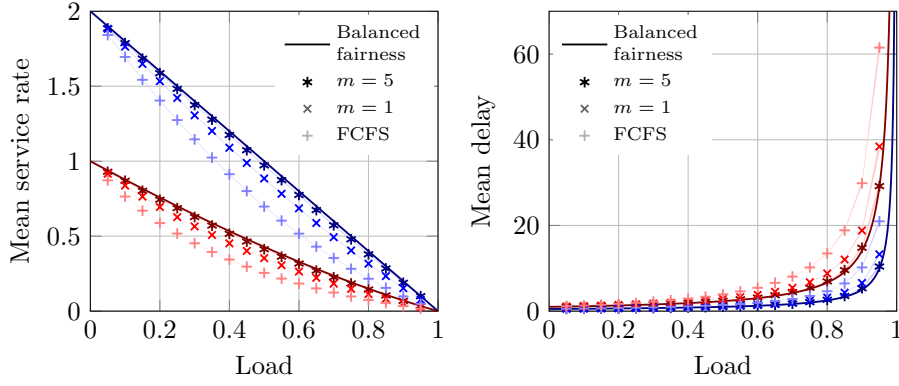 2
1.5
1
0.5
0
Mean service rate
Balanced
fairness
m = 5
m = 1
FCFS
0 0.2 0.4 0.6 0.8 1
Load
60
40
20
0
Mean delay
Balanced
fairness
m = 5
m = 1
FCFS
0 0.2 0.4 0.6 0.8 1
Load